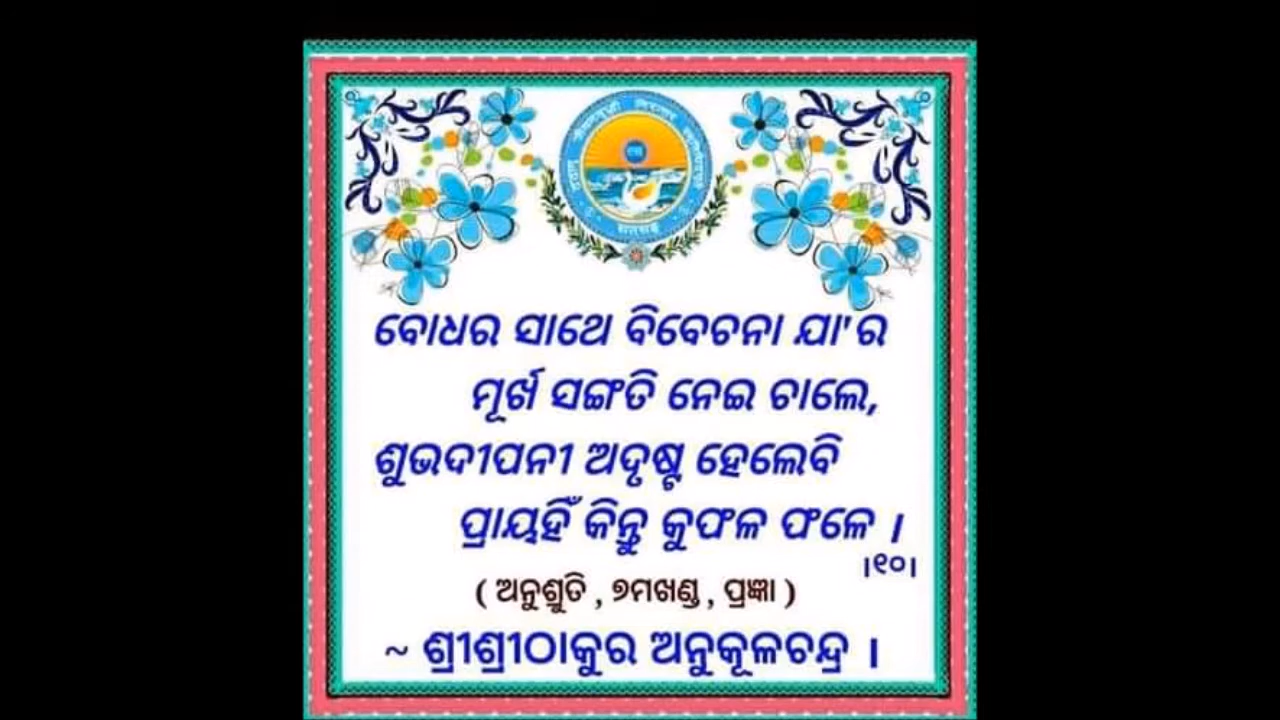 ବୋଧର ସାଥେ ବିବେଚନା ଯା'ର
ମୂର୍ଖ ସଙ୍ଗତି ନେଇ ଚାଲେ,
ଶୁଭଦୀପନୀ ଅଦୃଷ୍ଟ ହେଲେବି
ପ୍ରାୟହିଁ କିନ୍ତୁ କୁଫଳ ଫଳେ ।
।୧୦।
( ଅନୁଶ୍ରୁତି , ୭ମଖଣ୍ଡ , ପ୍ରଜ୍ଞା )
~ ଶ୍ରୀଶ୍ରୀଠାକୁର ଅନୁକୂଳଚନ୍ଦ୍ର ।